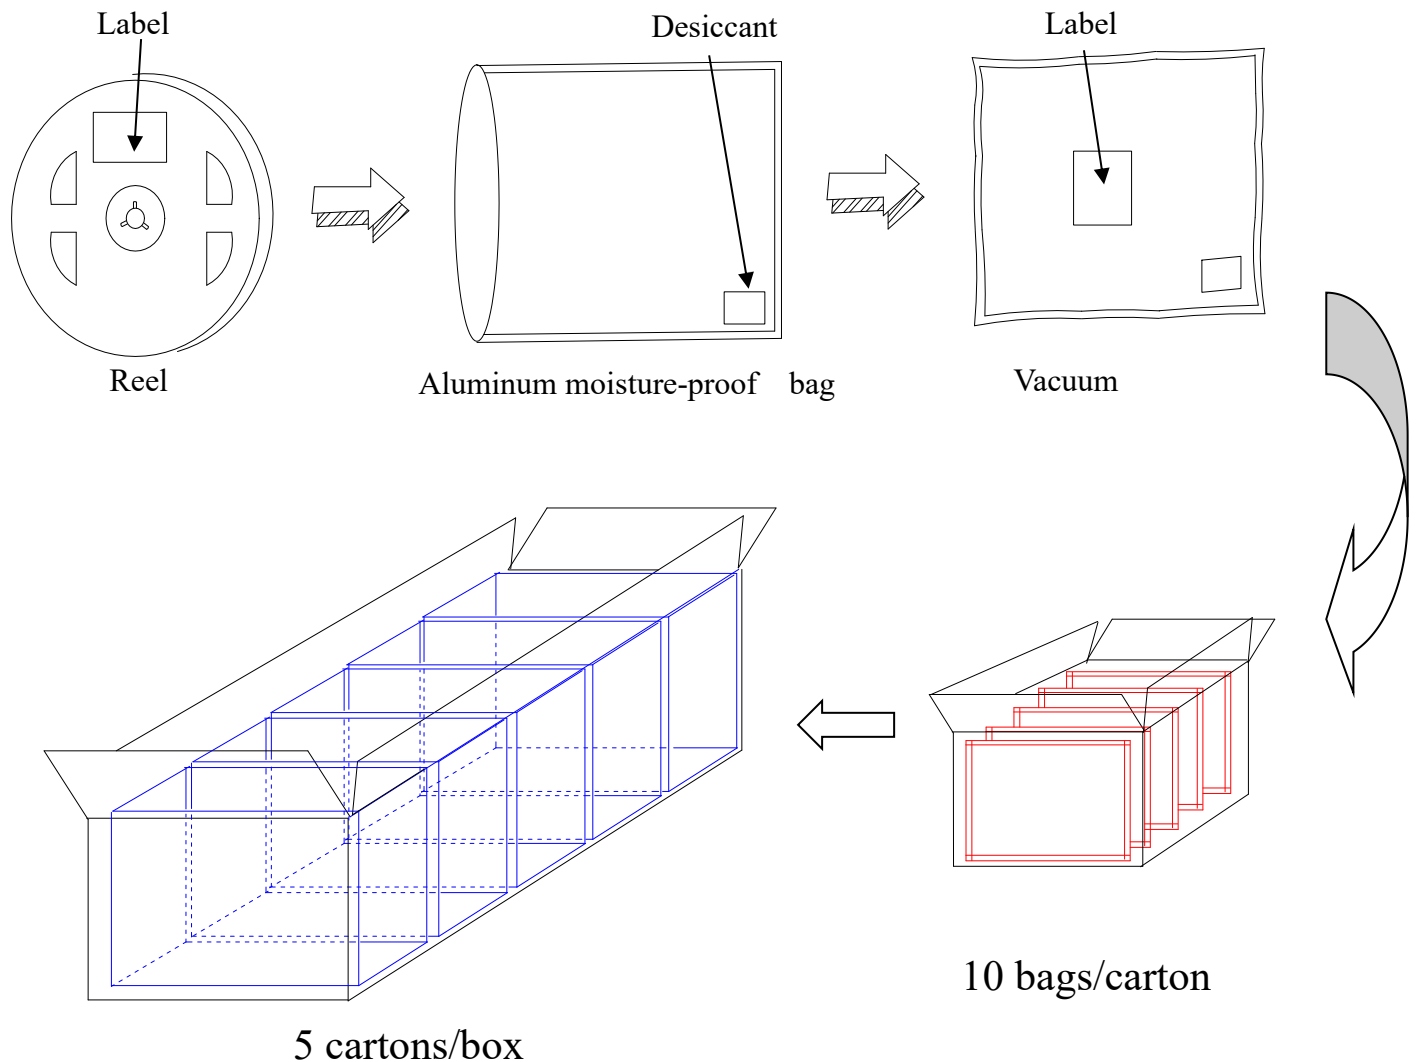 Label
Desiccant
Label
Reel
Aluminum moisture-proof bag
Vacuum
10 bags/carton
5 cartons/box